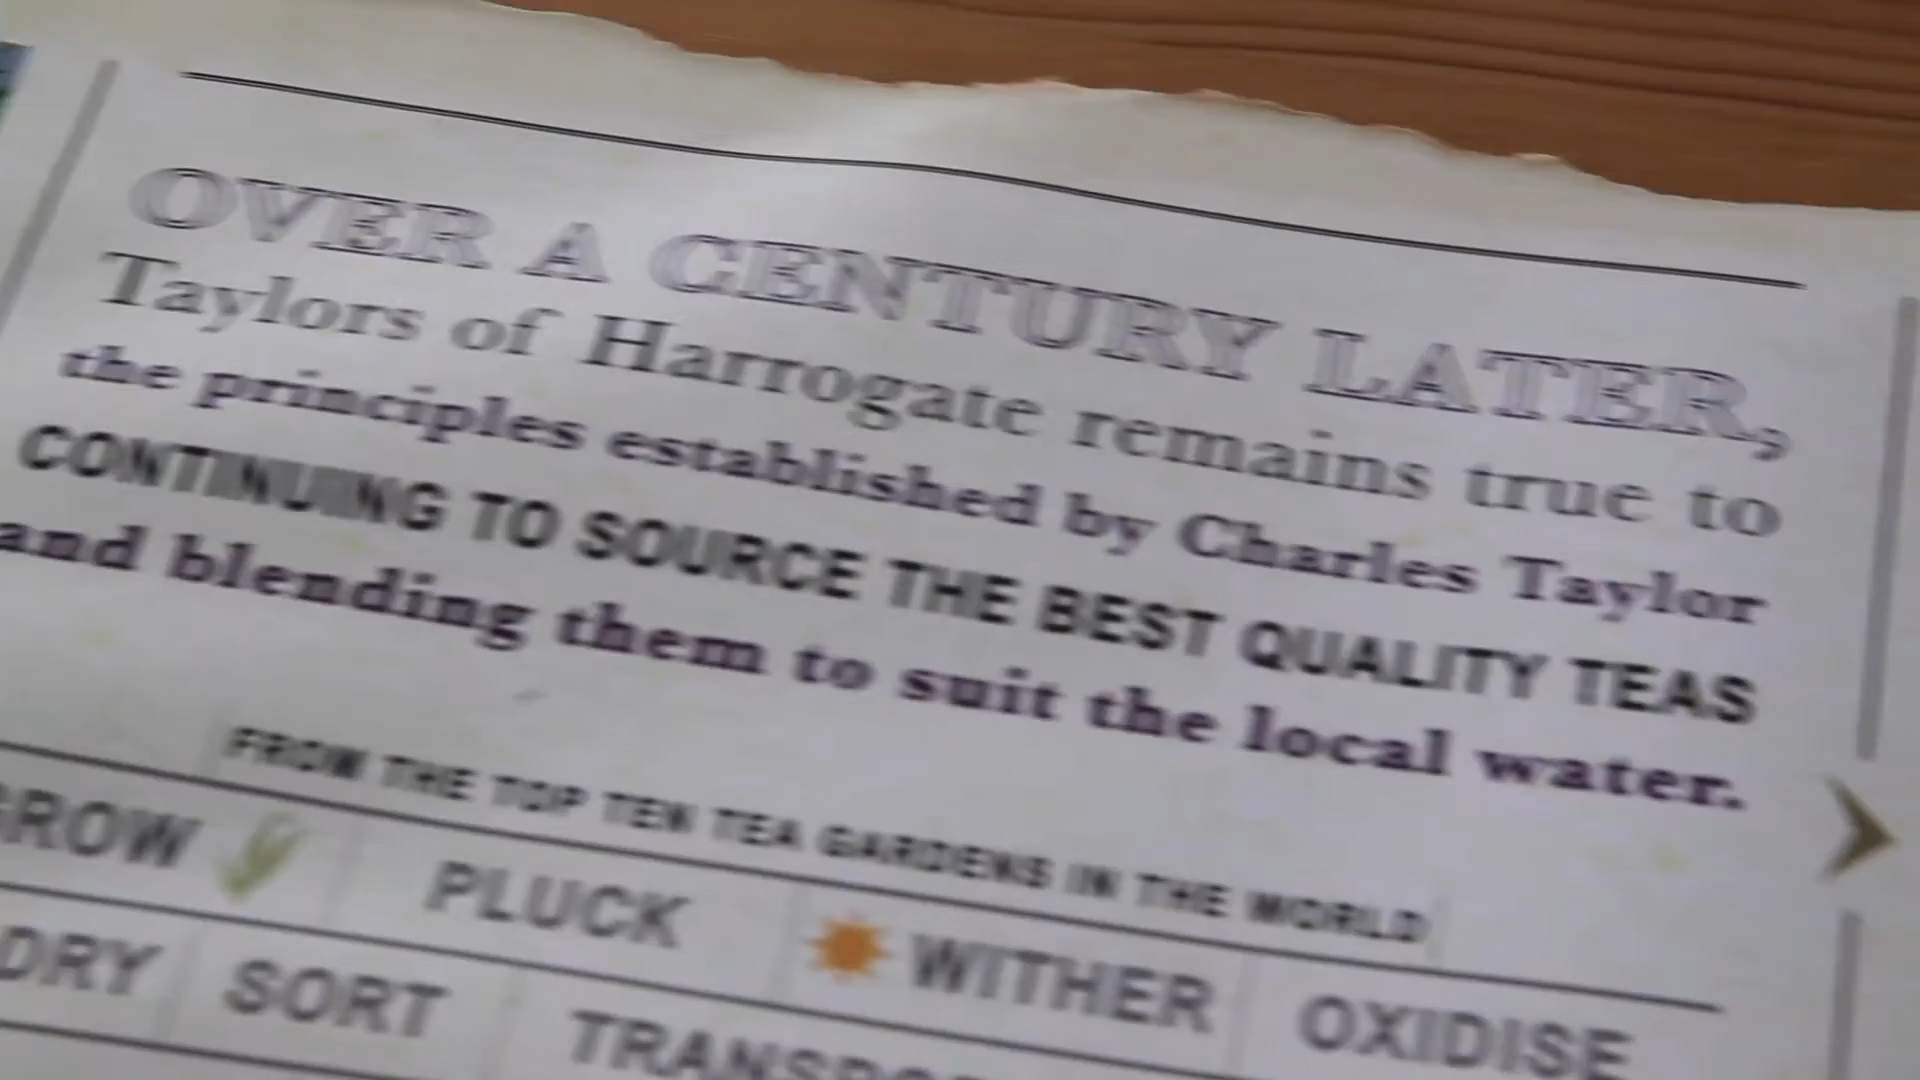 OVER A CENTURY LATER,
Taylors of Harrogate remains true to
the principles established by Charles Taylor
CONTINUING TO SOURCE THE BEST QUALITY TEAS
and blending them to suit the local water.
FROM THE TOP TEN TEA GARDENS IN THE WORLD
ROW PLUCK WITHER OXIDISE
DRY SORT